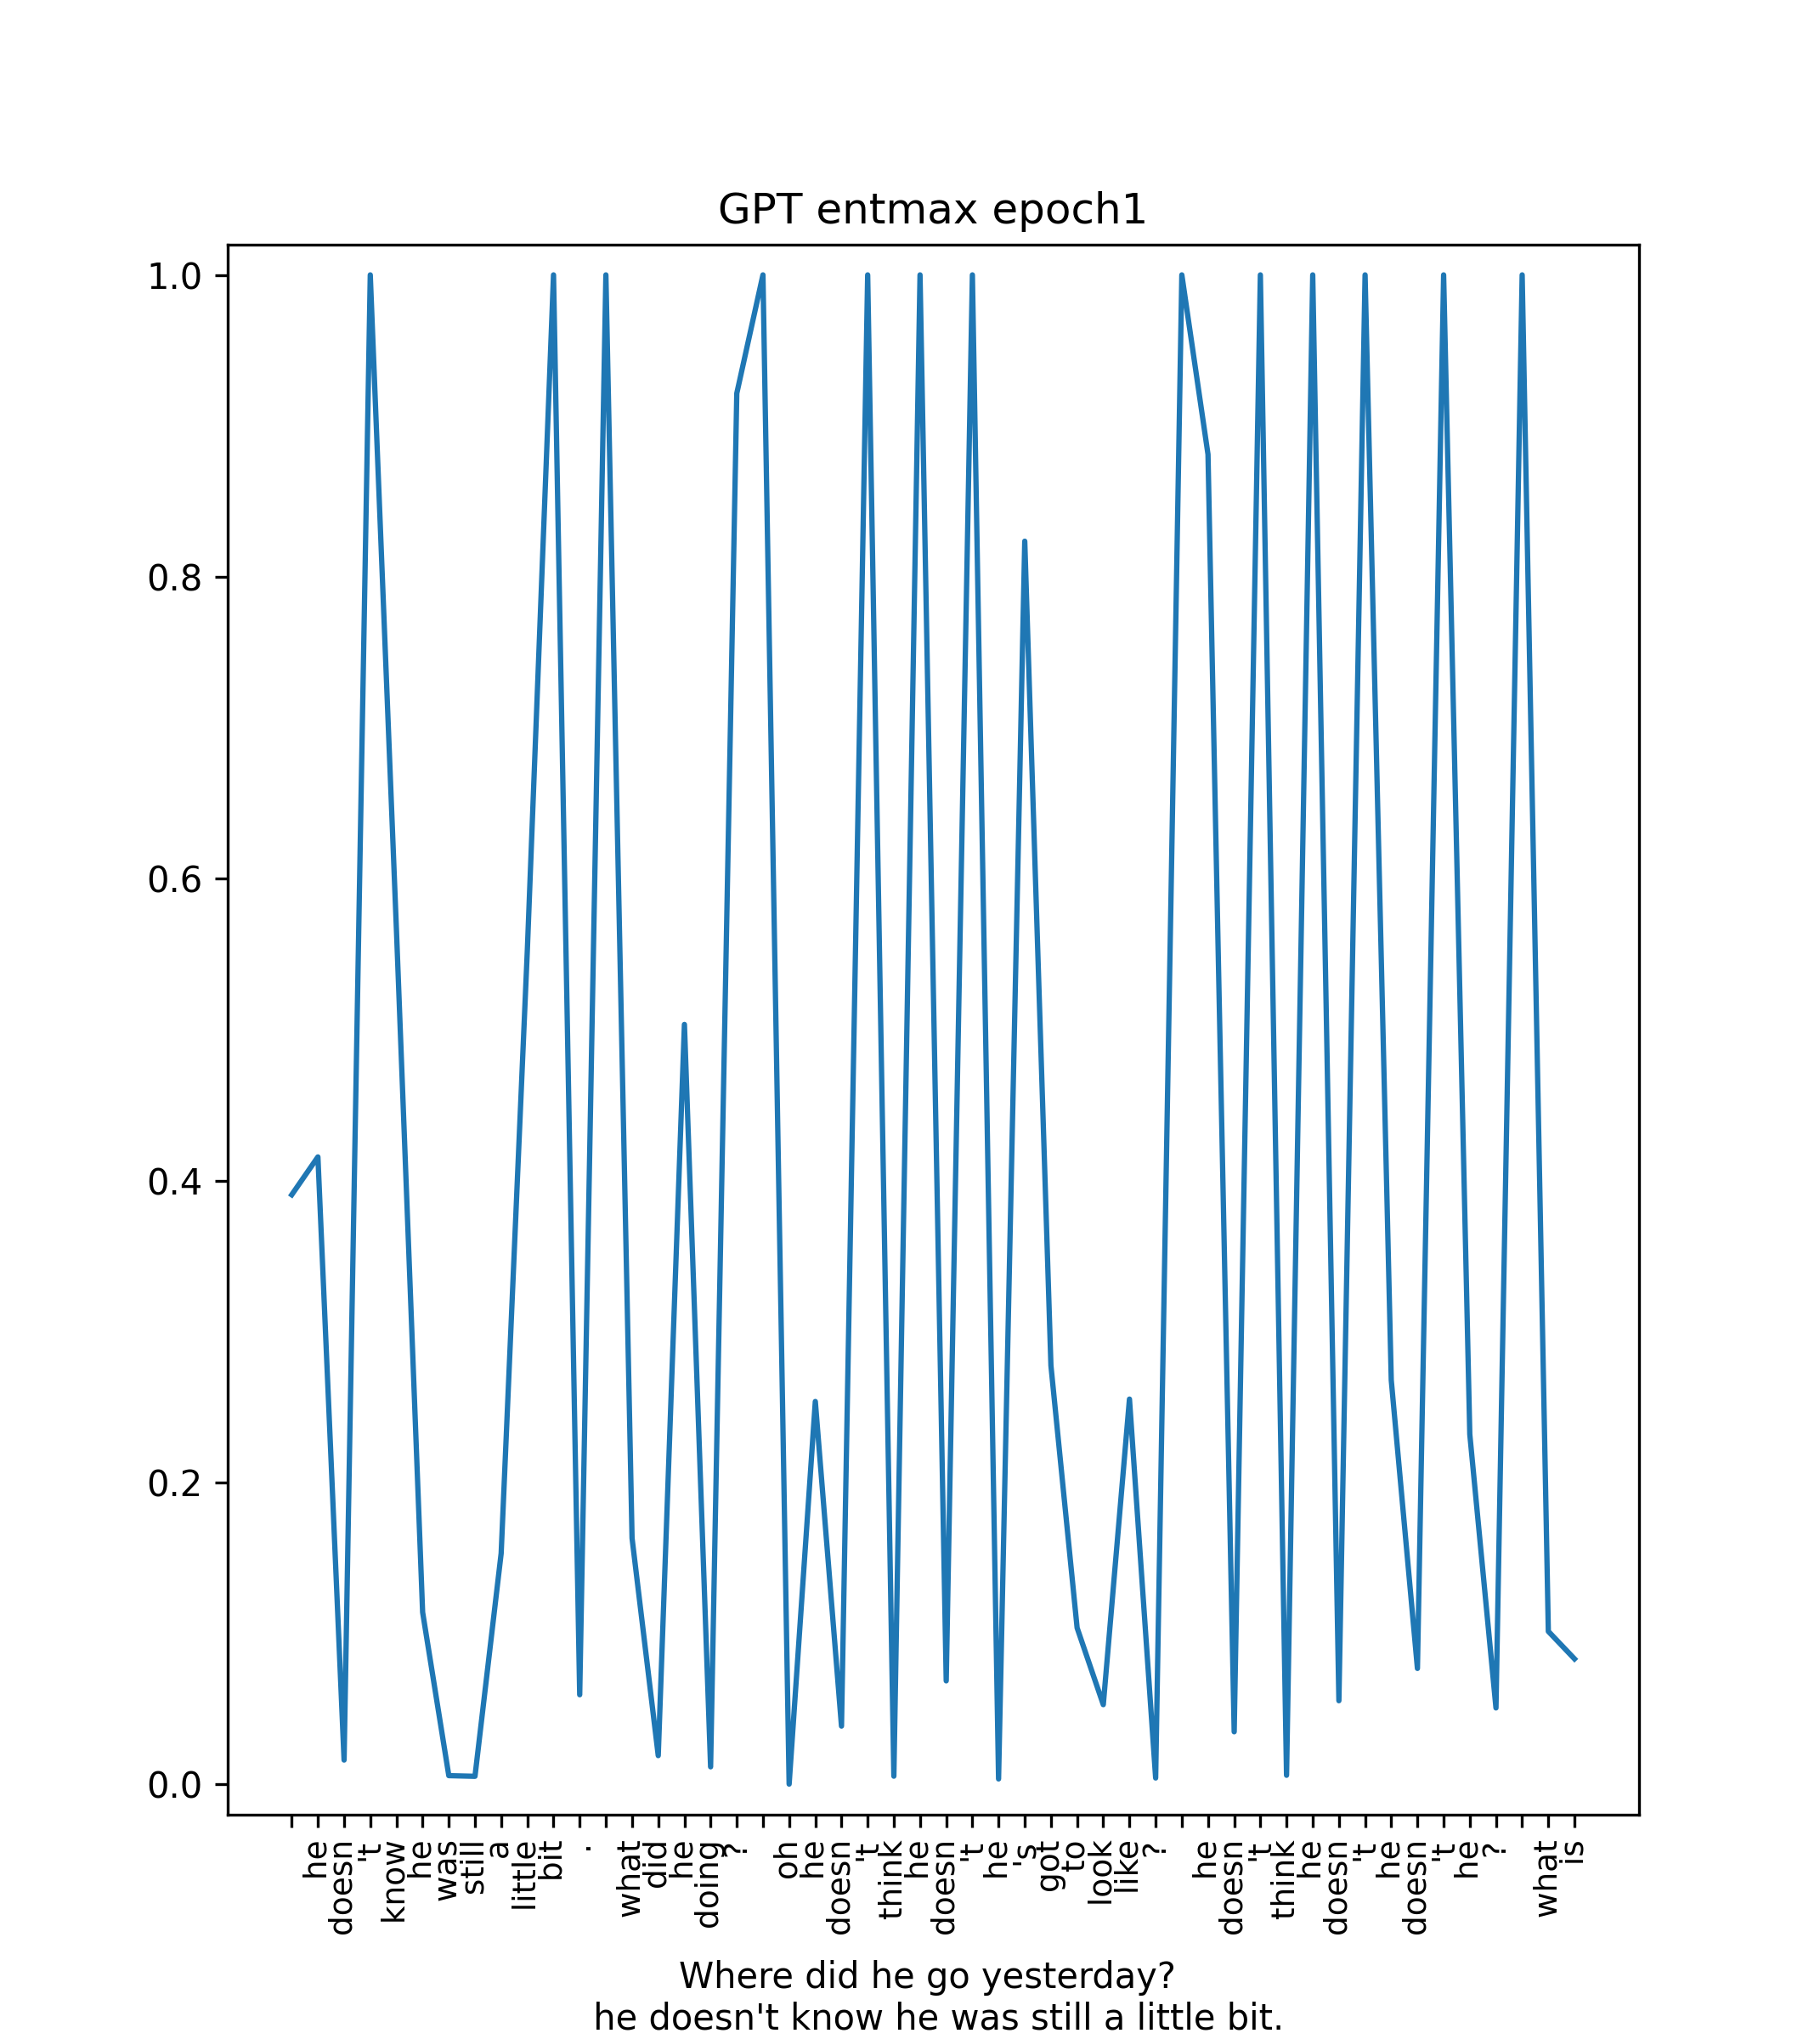 GPT entmax epoch1
1.0
0.8
0.6
0.4
0.2
0.0
he
doesn
't
know
he
was
still
a
little
bit
.
what
did
he
doing
?
oh
he
doesn
't
think
he
doesn
't
he
's
got
to
look
like
?
he
doesn
't
think
he
doesn
't
he
doesn
't
he
?
what
is
Where did he go yesterday?
he doesn't know he was still a little bit.